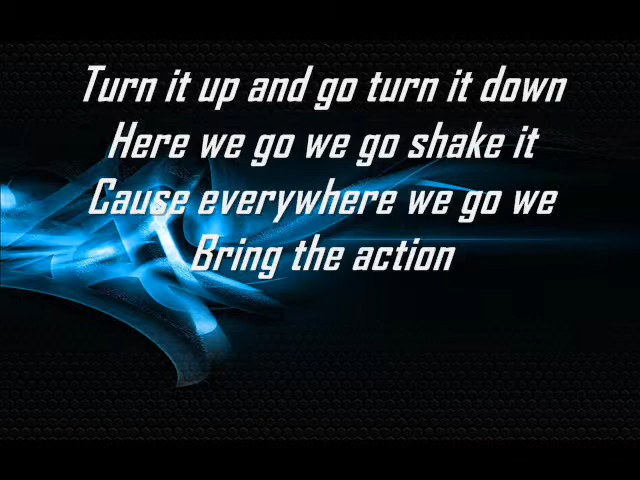 Turn it up and go turn it down
Here we go we go shake it
Cause everywhere we go we
Bring the action